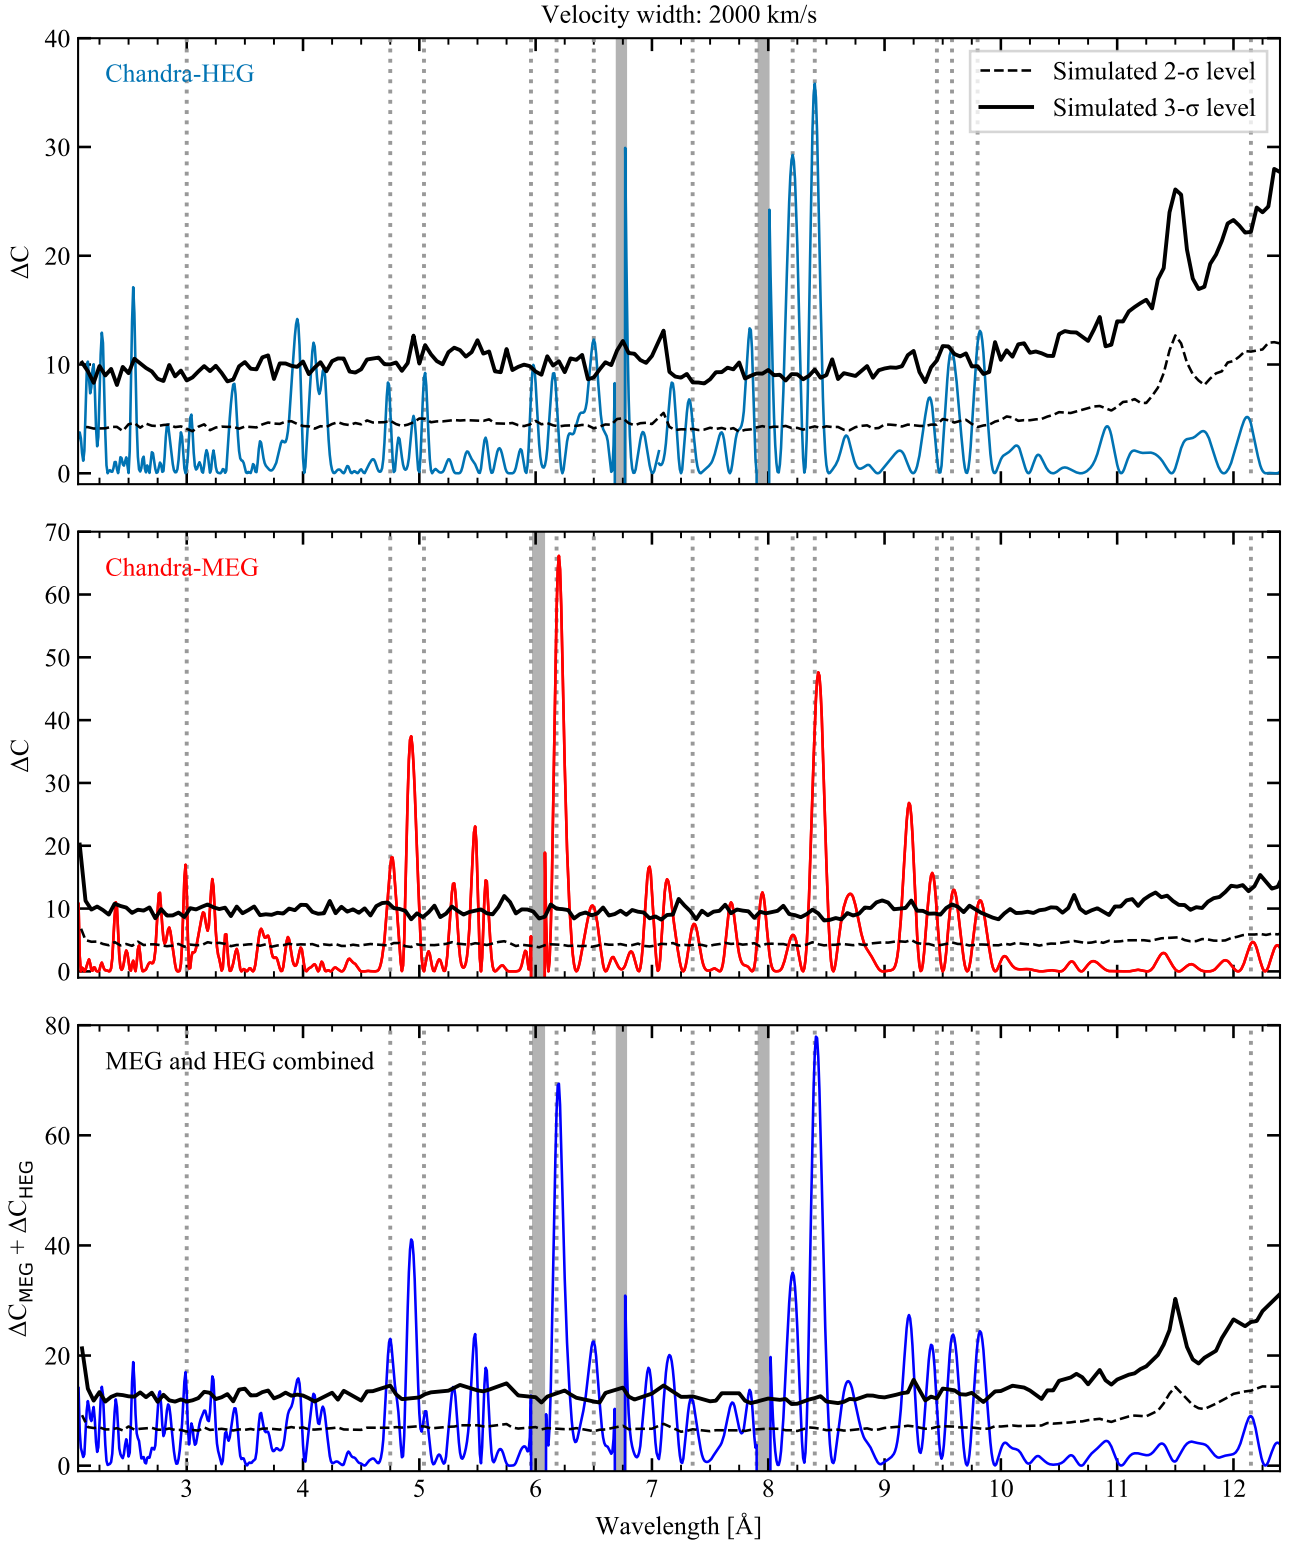 Velocity width: 2000 km/s
40
30
20
10
0
ΔC
Chandra-HEG
Simulated 2-σ level
Simulated 3-σ level
70
60
50
40
30
20
10
0
ΔC
Chandra-MEG
80
60
40
20
0
ΔC_MEG + ΔC_HEG
MEG and HEG combined
3 4 5 6 7 8 9 10 11 12
Wavelength [Å]